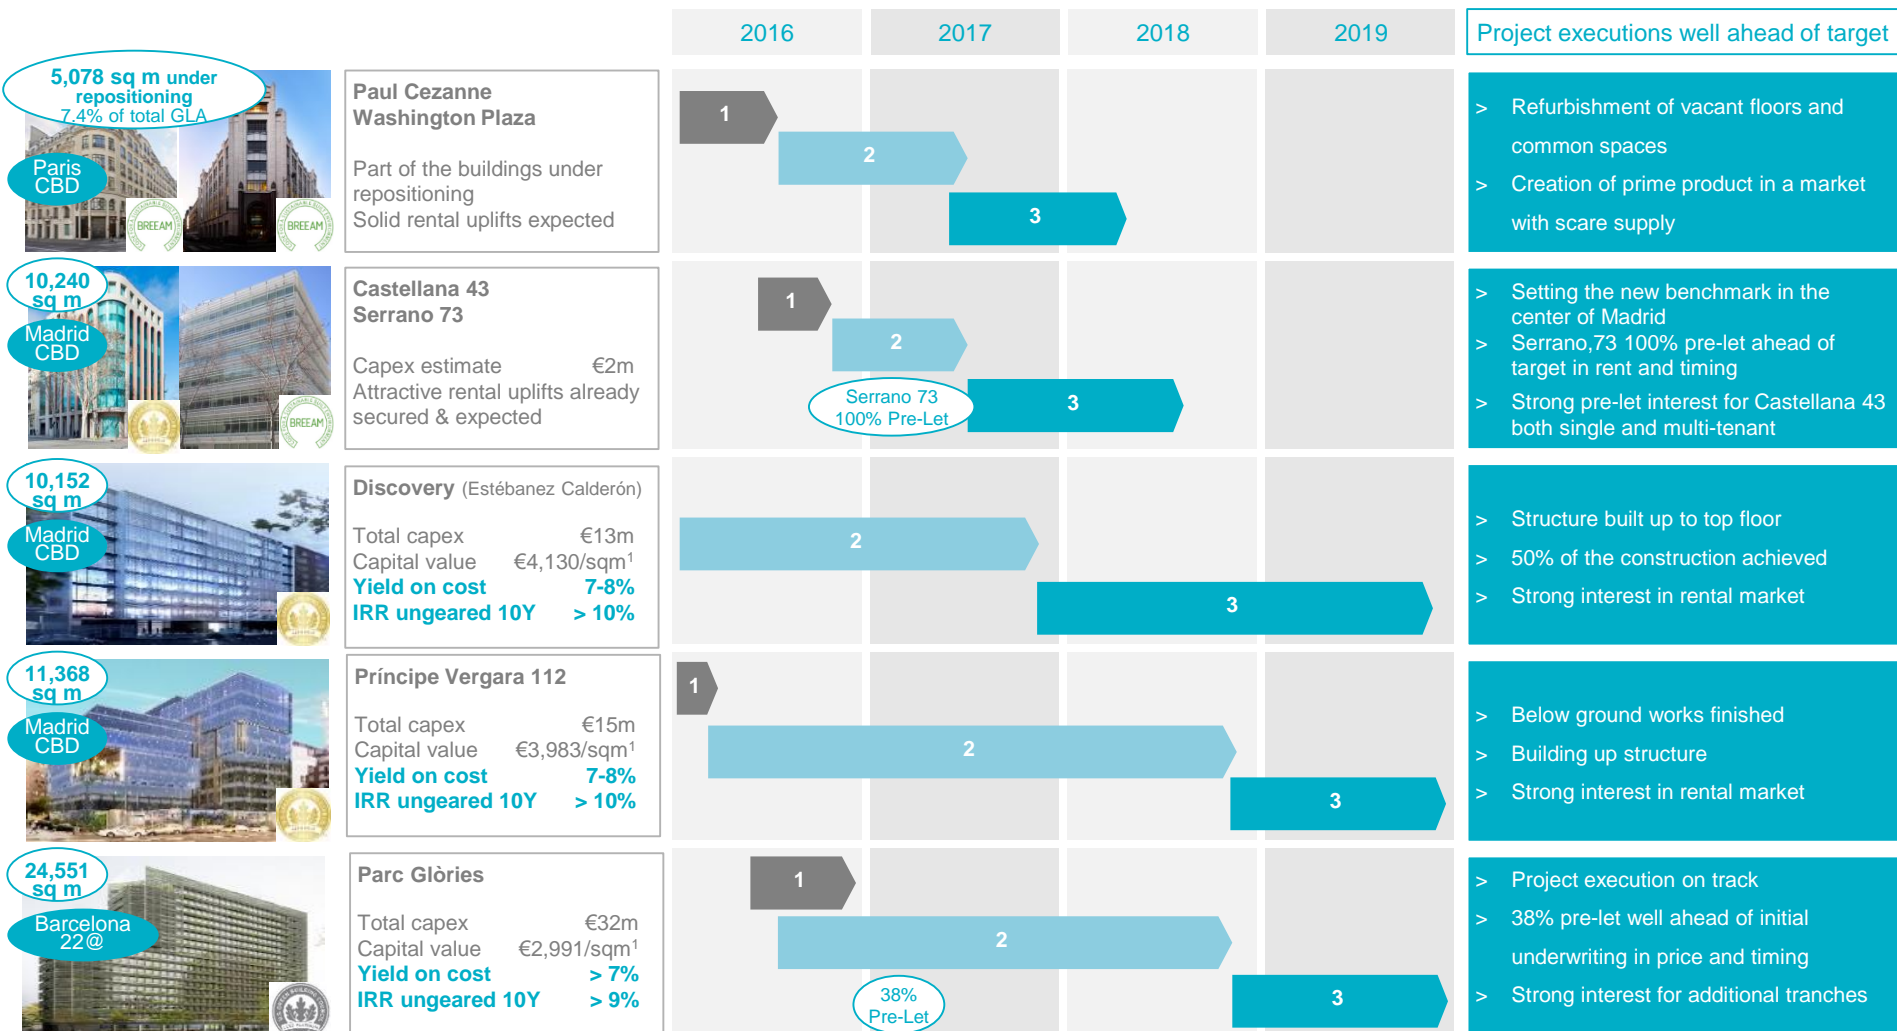 2016 2017 2018 2019 Project executions well ahead of target
5,078 sq m under
repositioning
7.4% of total GLA
Paris
CBD
BREEAM
BREEAM
Paul Cezanne
Washington Plaza
Part of the buildings under
repositioning
Solid rental uplifts expected
1
2
3
> Refurbishment of vacant floors and
common spaces
> Creation of prime product in a market
with scare supply
10,240
sq m
Madrid
CBD
BREEAM
Castellana 43
Serrano 73
Capex estimate €2m
Attractive rental uplifts already
secured & expected
1
2
Serrano 73
100% Pre-Let
3
> Setting the new benchmark in the
center of Madrid
> Serrano,73 100% pre-let ahead of
target in rent and timing
> Strong pre-let interest for Castellana 43
both single and multi-tenant
10,152
sq m
Madrid
CBD
Discovery (Estébanez Calderón)
Total capex €13m
Capital value €4,130/sqm¹
Yield on cost 7-8%
IRR ungeared 10Y > 10%
2
3
> Structure built up to top floor
> 50% of the construction achieved
> Strong interest in rental market
11,368
sq m
Madrid
CBD
Príncipe Vergara 112
Total capex €15m
Capital value €3,983/sqm¹
Yield on cost 7-8%
IRR ungeared 10Y > 10%
1
2
3
> Below ground works finished
> Building up structure
> Strong interest in rental market
24,551
sq m
Barcelona
22@
Parc Glòries
Total capex €32m
Capital value €2,991/sqm¹
Yield on cost > 7%
IRR ungeared 10Y > 9%
1
2
38%
Pre-Let
3
> Project execution on track
> 38% pre-let well ahead of initial
underwriting in price and timing
> Strong interest for additional tranches